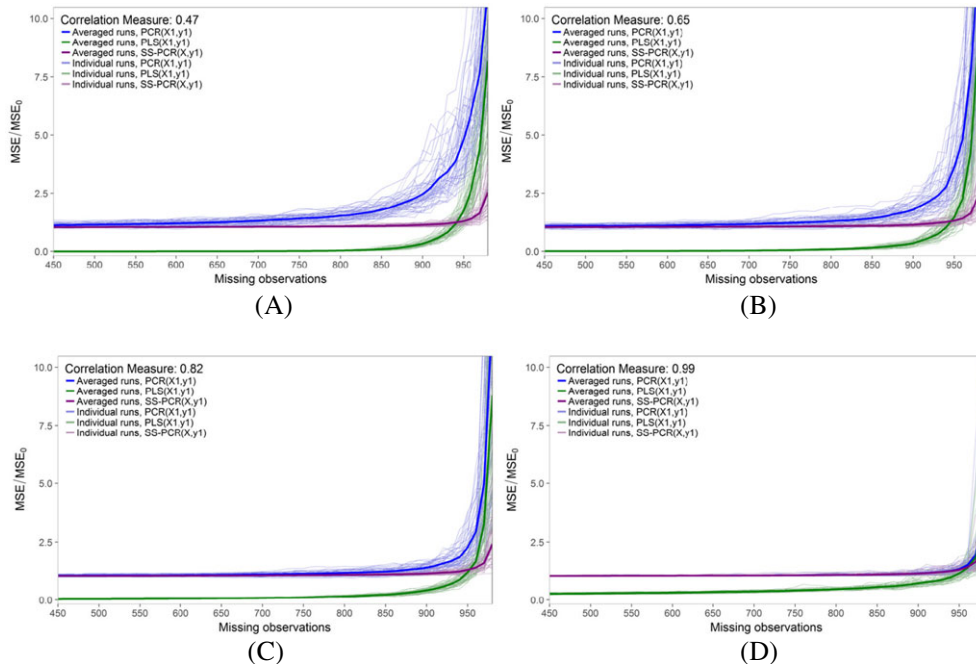 Correlation Measure: 0.47
Averaged runs, PCR(X1,y1)
Averaged runs, PLS(X1,y1)
Averaged runs, SS-PCR(X,y1)
Individual runs, PCR(X1,y1)
Individual runs, PLS(X1,y1)
Individual runs, SS-PCR(X,y1)
10.0
7.5
5.0
2.5
0.0
MSE/MSE₀
450 500 550 600 650 700 750 800 850 900 950
Missing observations
(A)
Correlation Measure: 0.65
Averaged runs, PCR(X1,y1)
Averaged runs, PLS(X1,y1)
Averaged runs, SS-PCR(X,y1)
Individual runs, PCR(X1,y1)
Individual runs, PLS(X1,y1)
Individual runs, SS-PCR(X,y1)
10.0
7.5
5.0
2.5
0.0
MSE/MSE₀
450 500 550 600 650 700 750 800 850 900 950
Missing observations
(B)
Correlation Measure: 0.82
Averaged runs, PCR(X1,y1)
Averaged runs, PLS(X1,y1)
Averaged runs, SS-PCR(X,y1)
Individual runs, PCR(X1,y1)
Individual runs, PLS(X1,y1)
Individual runs, SS-PCR(X,y1)
10.0
7.5
5.0
2.5
0.0
MSE/MSE₀
450 500 550 600 650 700 750 800 850 900 950
Missing observations
(C)
Correlation Measure: 0.99
Averaged runs, PCR(X1,y1)
Averaged runs, PLS(X1,y1)
Averaged runs, SS-PCR(X,y1)
Individual runs, PCR(X1,y1)
Individual runs, PLS(X1,y1)
Individual runs, SS-PCR(X,y1)
10.0
7.5
5.0
2.5
0.0
MSE/MSE₀
450 500 550 600 650 700 750 800 850 900 950
Missing observations
(D)